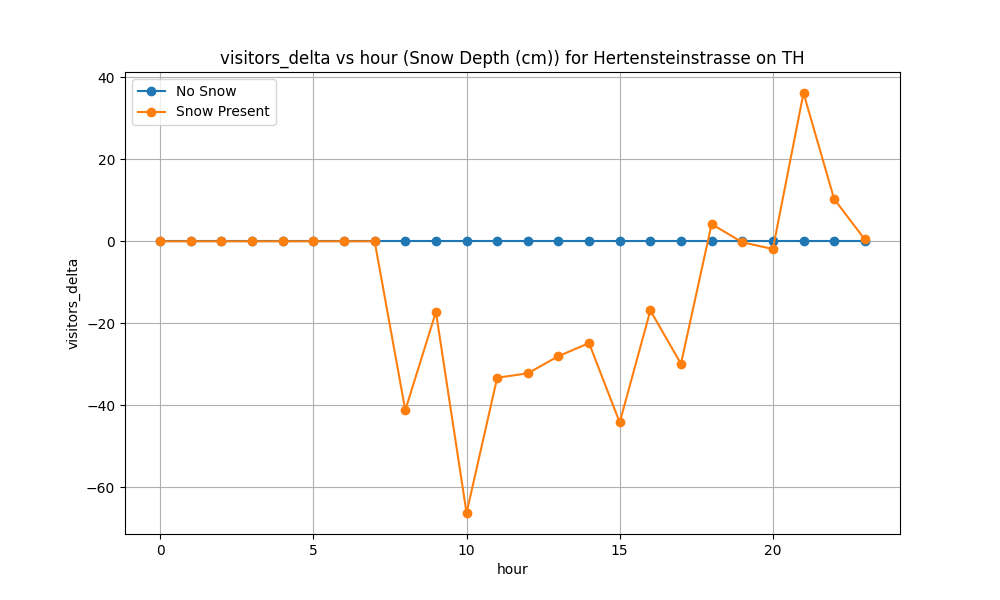 visitors_delta vs hour (Snow Depth (cm)) for Hertensteinstrasse on TH
No Snow
Snow Present
40
20
0
−20
−40
−60
visitors_delta
0 5 10 15 20
hour